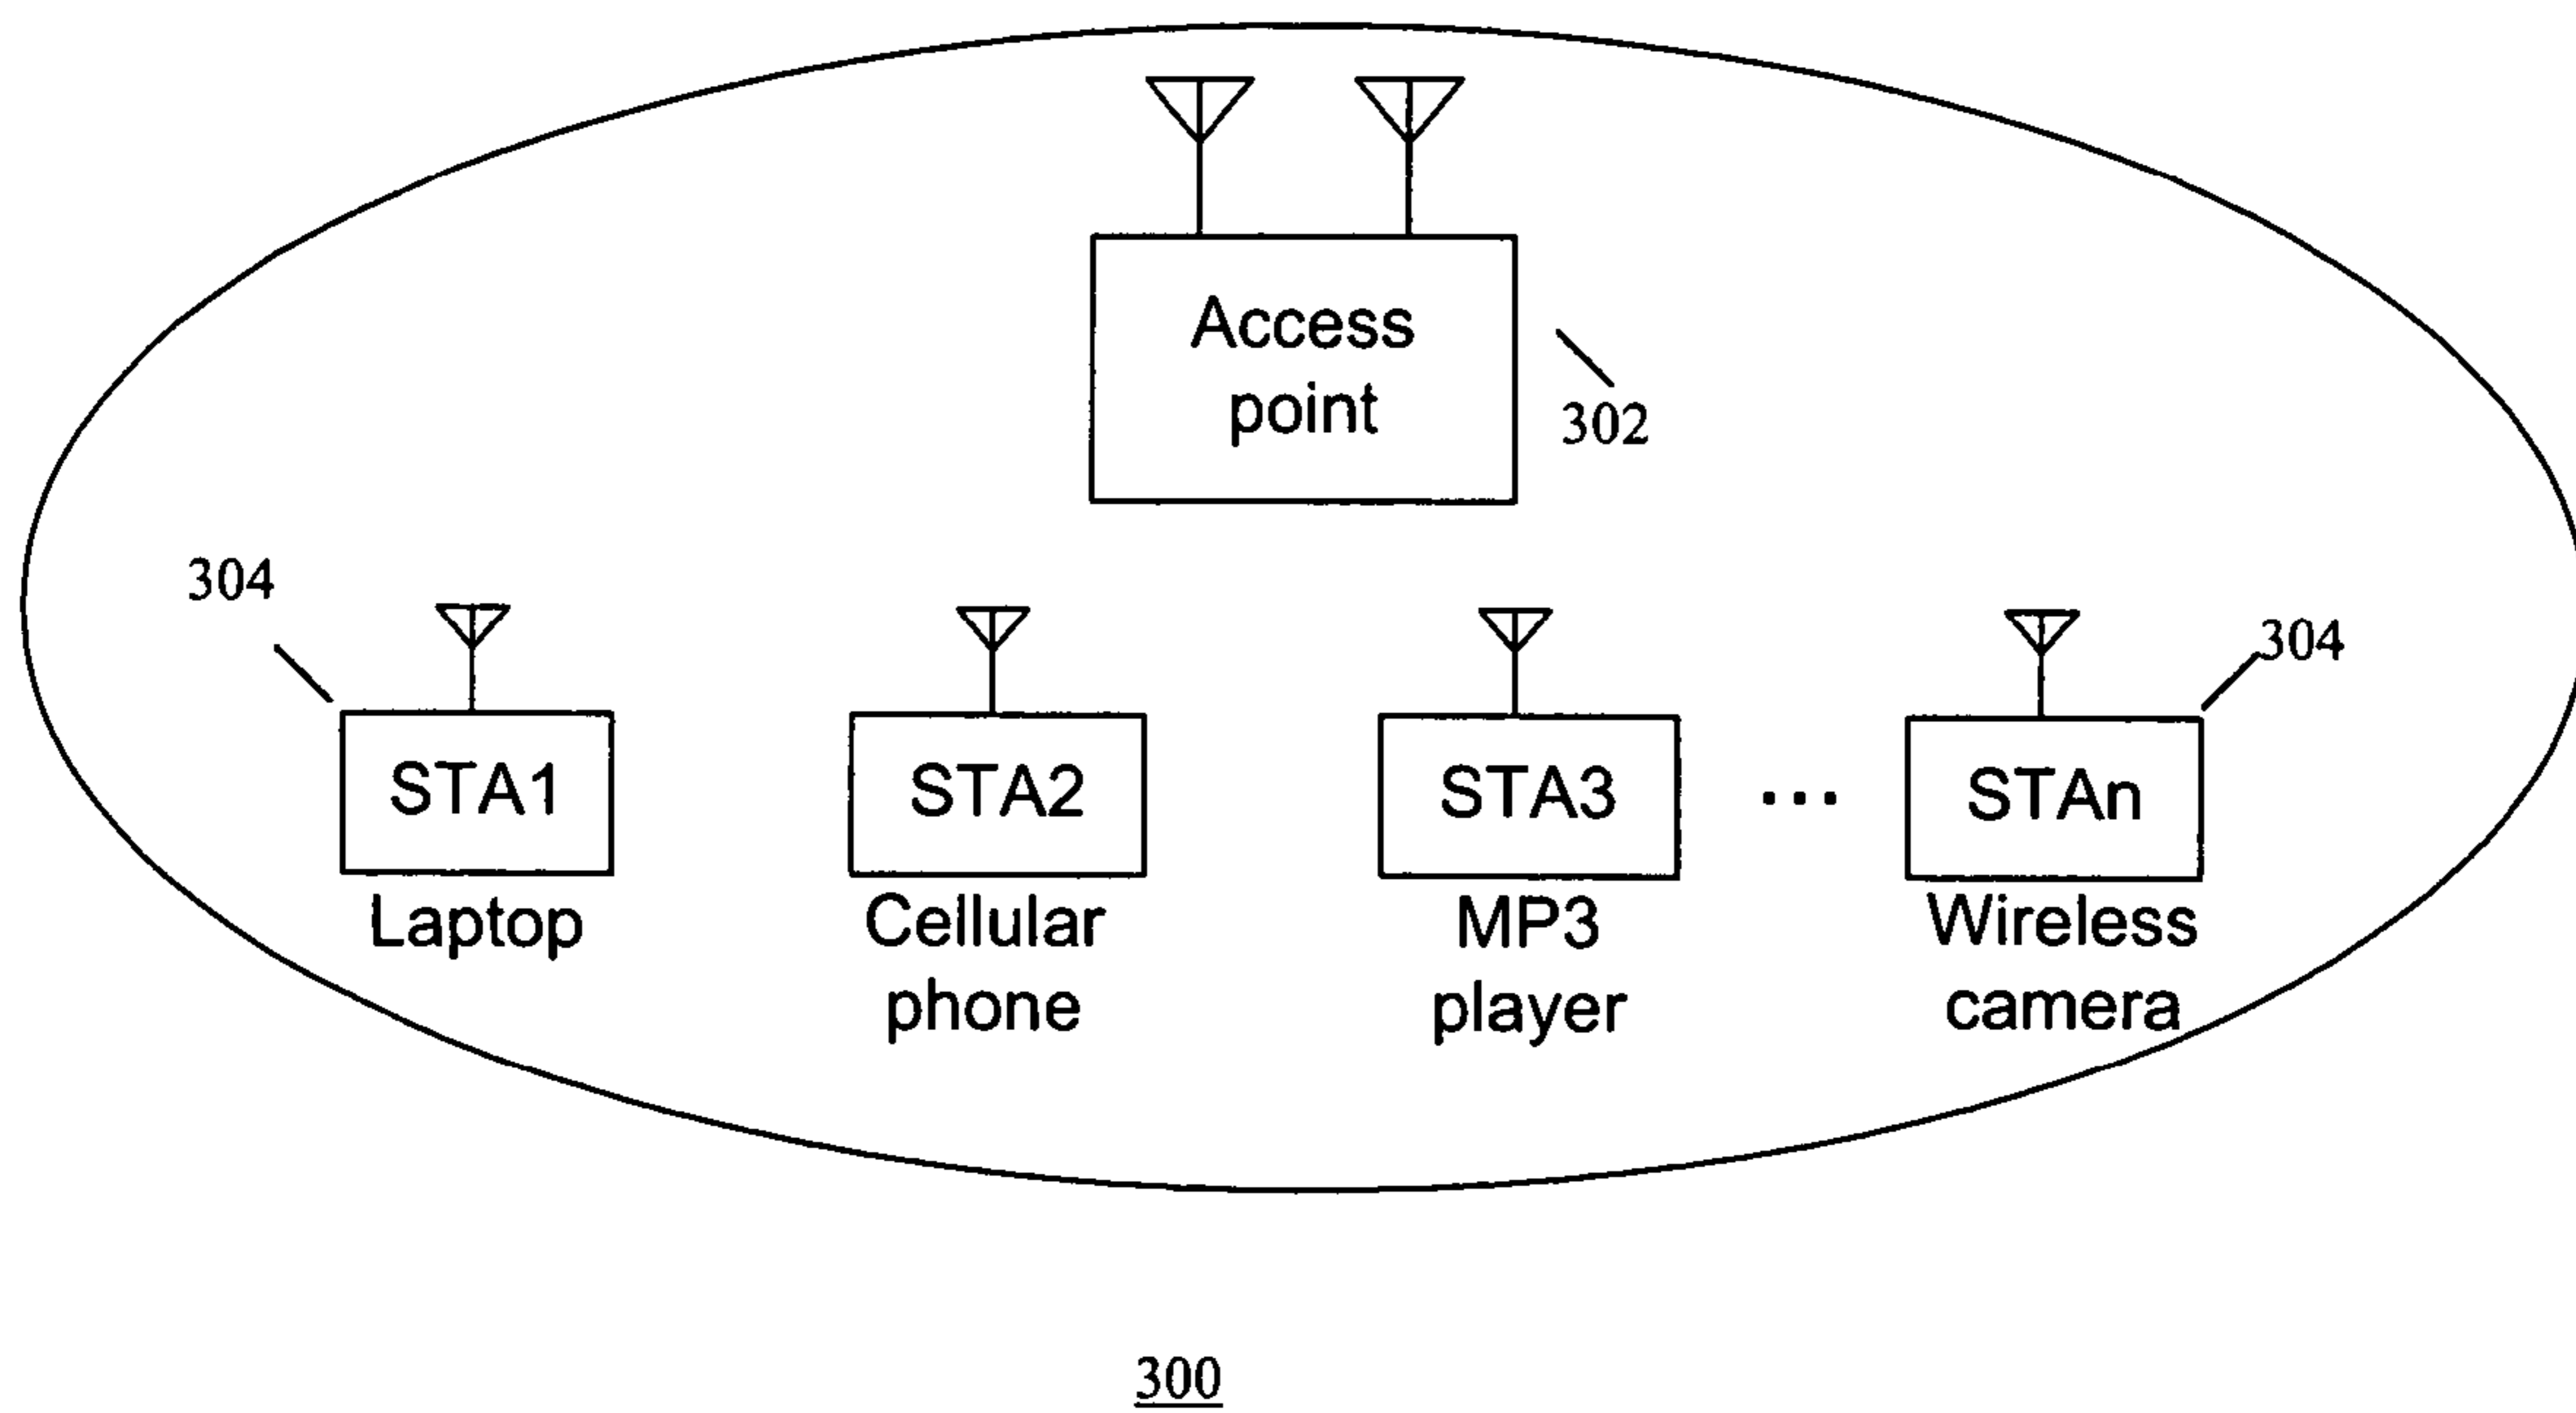 Access
point
302
304
304
STA1
STA2
STA3
...
STAn
Laptop
Cellular
phone
MP3
player
Wireless
camera
300